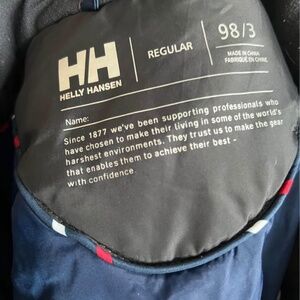 HH
HELLY HANSEN
REGULAR
98/3
MADE IN CHINA
FABRIQUÉ EN CHINE
Name:
Since 1877 we've been supporting professionals who
have chosen to make their living in some of the world's
harshest environments. They trust us to make the gear
that enables them to achieve their best -
with confidence.